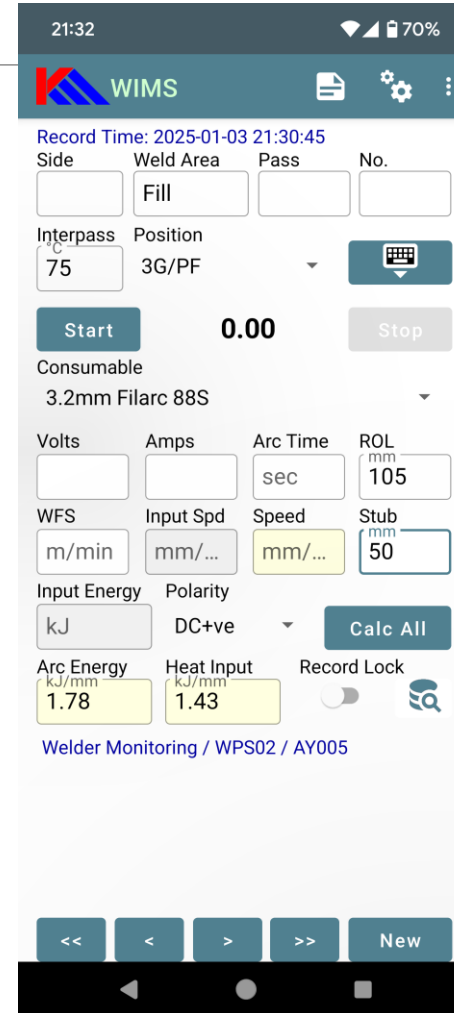 21:32 70%
WIMS
Record Time: 2025-01-03 21:30:45
Side Weld Area Pass No.
Fill
Interpass Position
°C
75 3G/PF
Start 0.00 Stop
Consumable
3.2mm Filarc 88S
Volts Amps Arc Time ROL
mm
sec 105
WFS Input Spd Speed Stub
mm
m/min mm/... mm/... 50
Input Energy Polarity
kJ DC+ve Calc All
Arc Energy Heat Input Record Lock
kJ/mm kJ/mm
1.78 1.43
Welder Monitoring / WPS02 / AY005
<< < > >> New